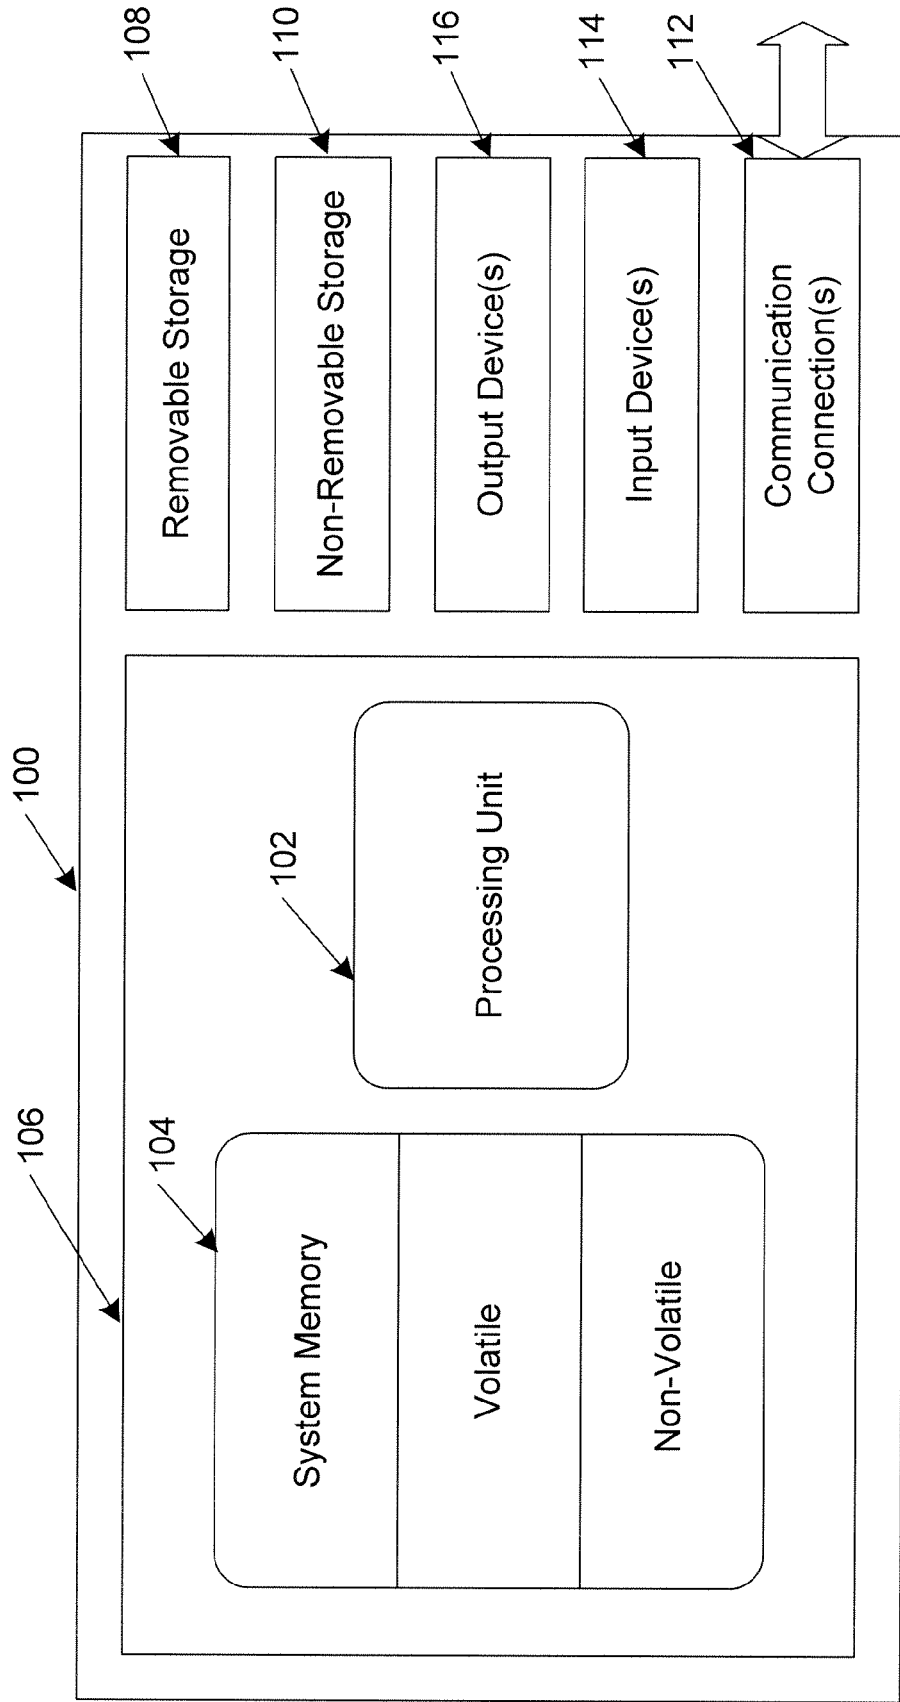 100
106
104
System Memory
Volatile
Non-Volatile
102
Processing Unit
108
Removable Storage
110
Non-Removable Storage
116
Output Device(s)
114
Input Device(s)
112
Communication
Connection(s)